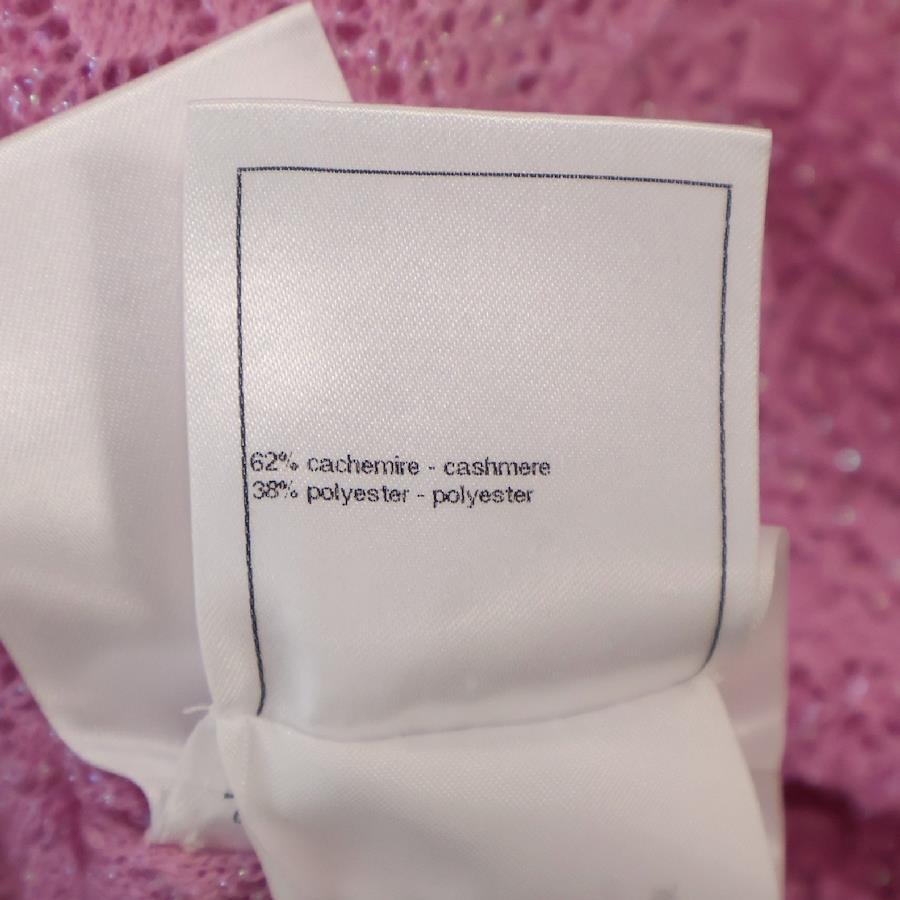 62% cachemire - cashmere
38% polyester - polyester